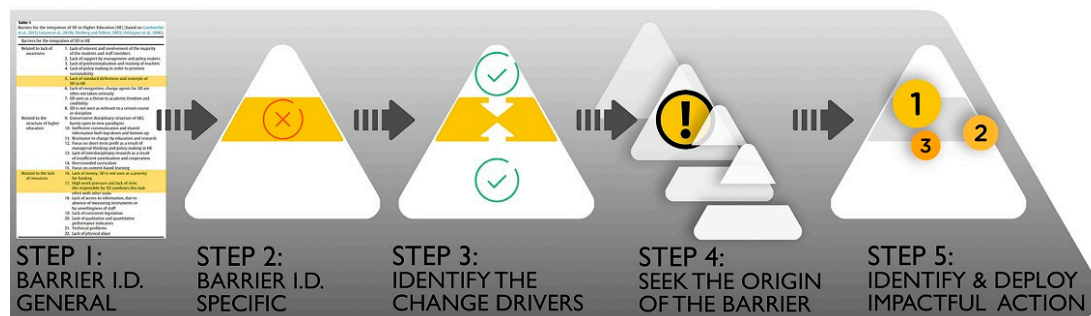 Table 1
Barriers for the integration of SD in Higher Education (HE) (based on Lambrechts
et al., 2013; Lozano et al., 2013b; Ferrer-Balas et al., 2006).
Barriers for the integration of SD in HE
Related to lack of awareness
1. Lack of interest and involvement of the majority
of the students and staff members
2. Lack of support by management and policy makers
3. Lack of professionalization and training of teachers
4. Lack of policy making in order to promote
sustainability
5. Lack of standard definitions and concepts of
SD in HE
6. Lack of recognition, change agents for SD are
often not taken seriously
7. SD seen as a threat to academic freedom and
credibility
8. SD is not seen as relevant to a certain course
or discipline
Related to the structure of higher education
9. Conservative disciplinary structure of HEI;
barely open to new paradigms
10. Inefficient communication and shared
information both top-down and bottom-up
11. Resistance to change by education and research
12. Focus on short-term profit as a result of
managerial thinking and policy making in HE
13. Lack of interdisciplinary research as a result
of insufficient coordination and cooperation
14. Overcrowded curriculum
15. Focus on content-based learning
Related to the lack of resources
16. Lack of money, SD is not seen as a priority
for funding
17. High work pressure and lack of time:
the responsible for SD combines this task
often with other tasks
18. Lack of access to information, due to
absence of measuring instruments or
by unwillingness of staff
19. Lack of consistent legislation
20. Lack of qualitative and quantitative
performance indicators
21. Technical problems
22. Lack of physical place
!
1
2
3
STEP 1:
BARRIER I.D.
GENERAL
STEP 2:
BARRIER I.D.
SPECIFIC
STEP 3:
IDENTIFY THE
CHANGE DRIVERS
STEP 4:
SEEK THE ORIGIN
OF THE BARRIER
STEP 5:
IDENTIFY & DEPLOY
IMPACTFUL ACTION